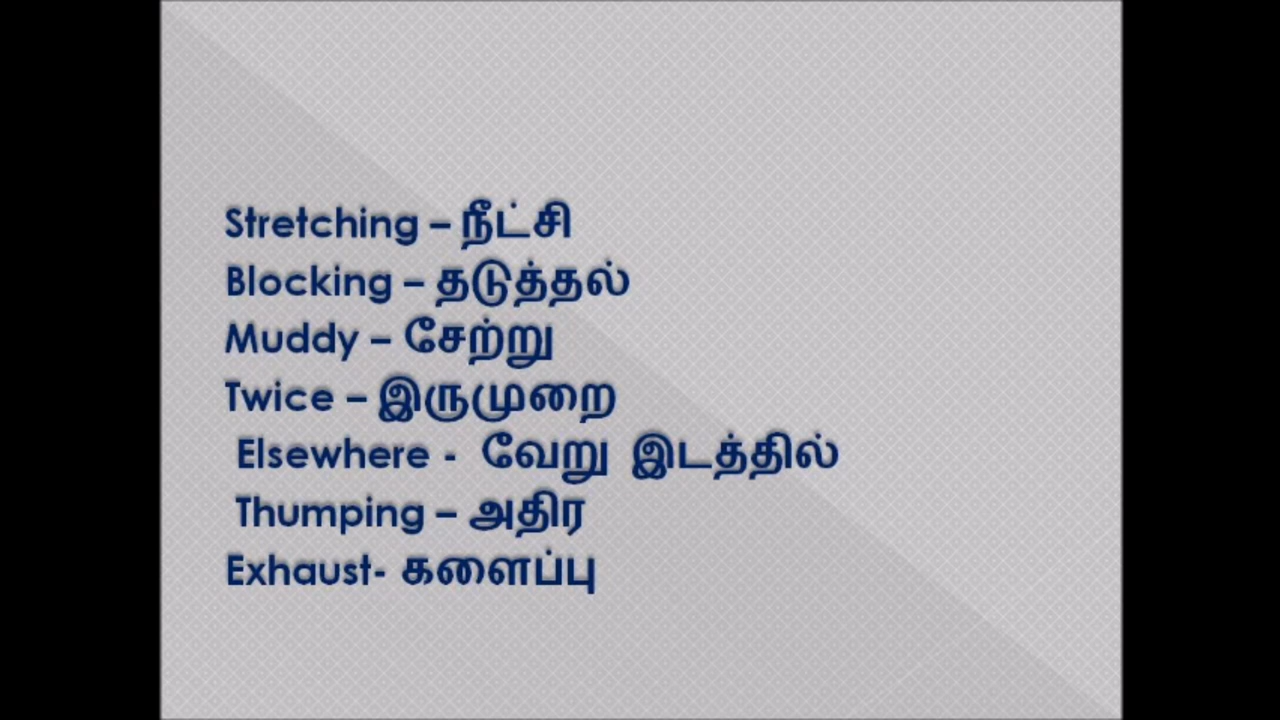 Stretching – நீட்சி
Blocking – தடுத்தல்
Muddy – சேற்று
Twice – இருமுறை
Elsewhere - வேறு இடத்தில்
Thumping – அதிர
Exhaust- களைப்பு